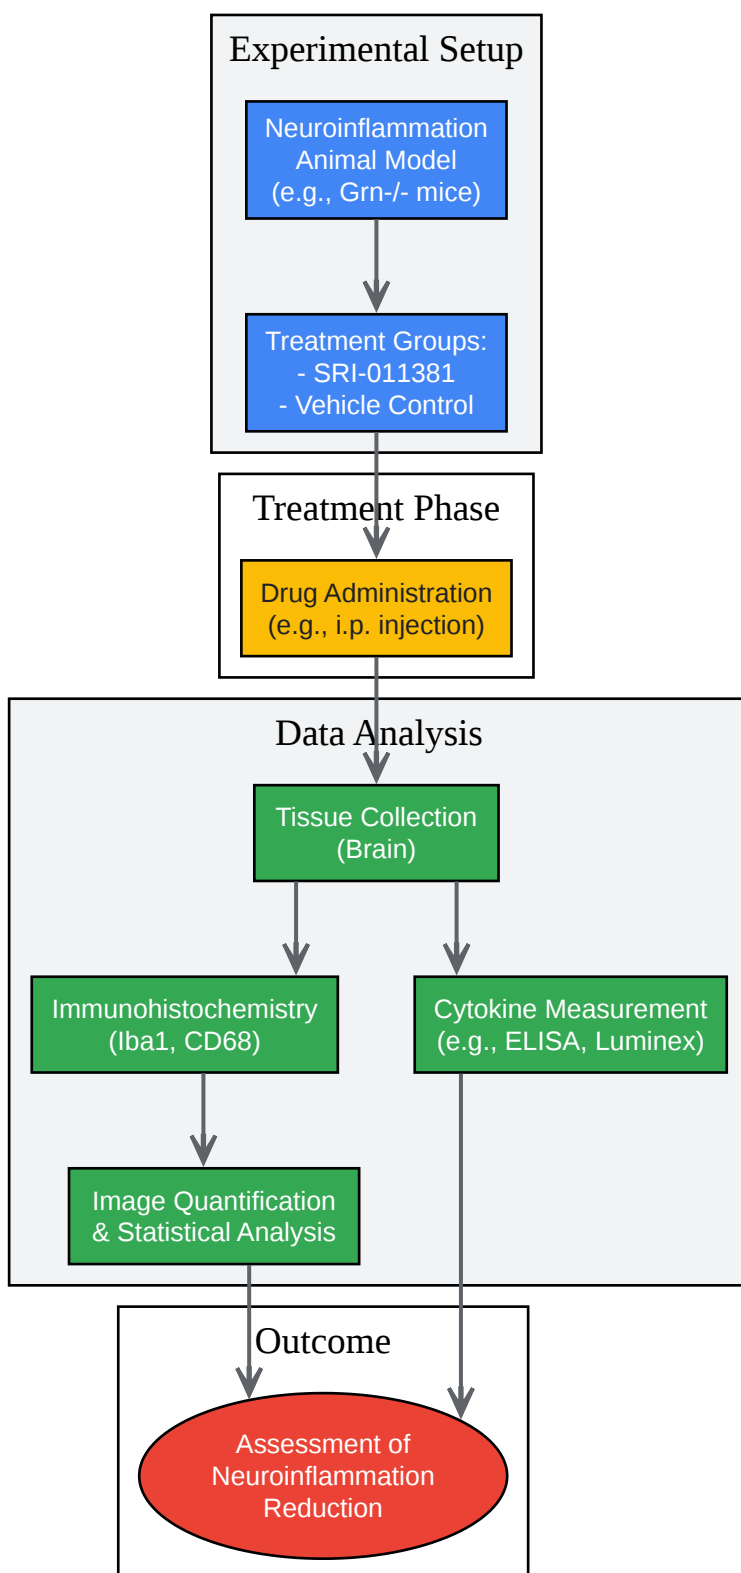 Experimental Setup
Neuroinflammation
Animal Model
(e.g., Grn-/- mice)
Treatment Groups:
- SRI-011381
- Vehicle Control
Treatment Phase
Drug Administration
(e.g., i.p. injection)
Data Analysis
Tissue Collection
(Brain)
Immunohistochemistry
(Iba1, CD68)
Cytokine Measurement
(e.g., ELISA, Luminex)
Image Quantification
& Statistical Analysis
Outcome
Assessment of
Neuroinflammation
Reduction